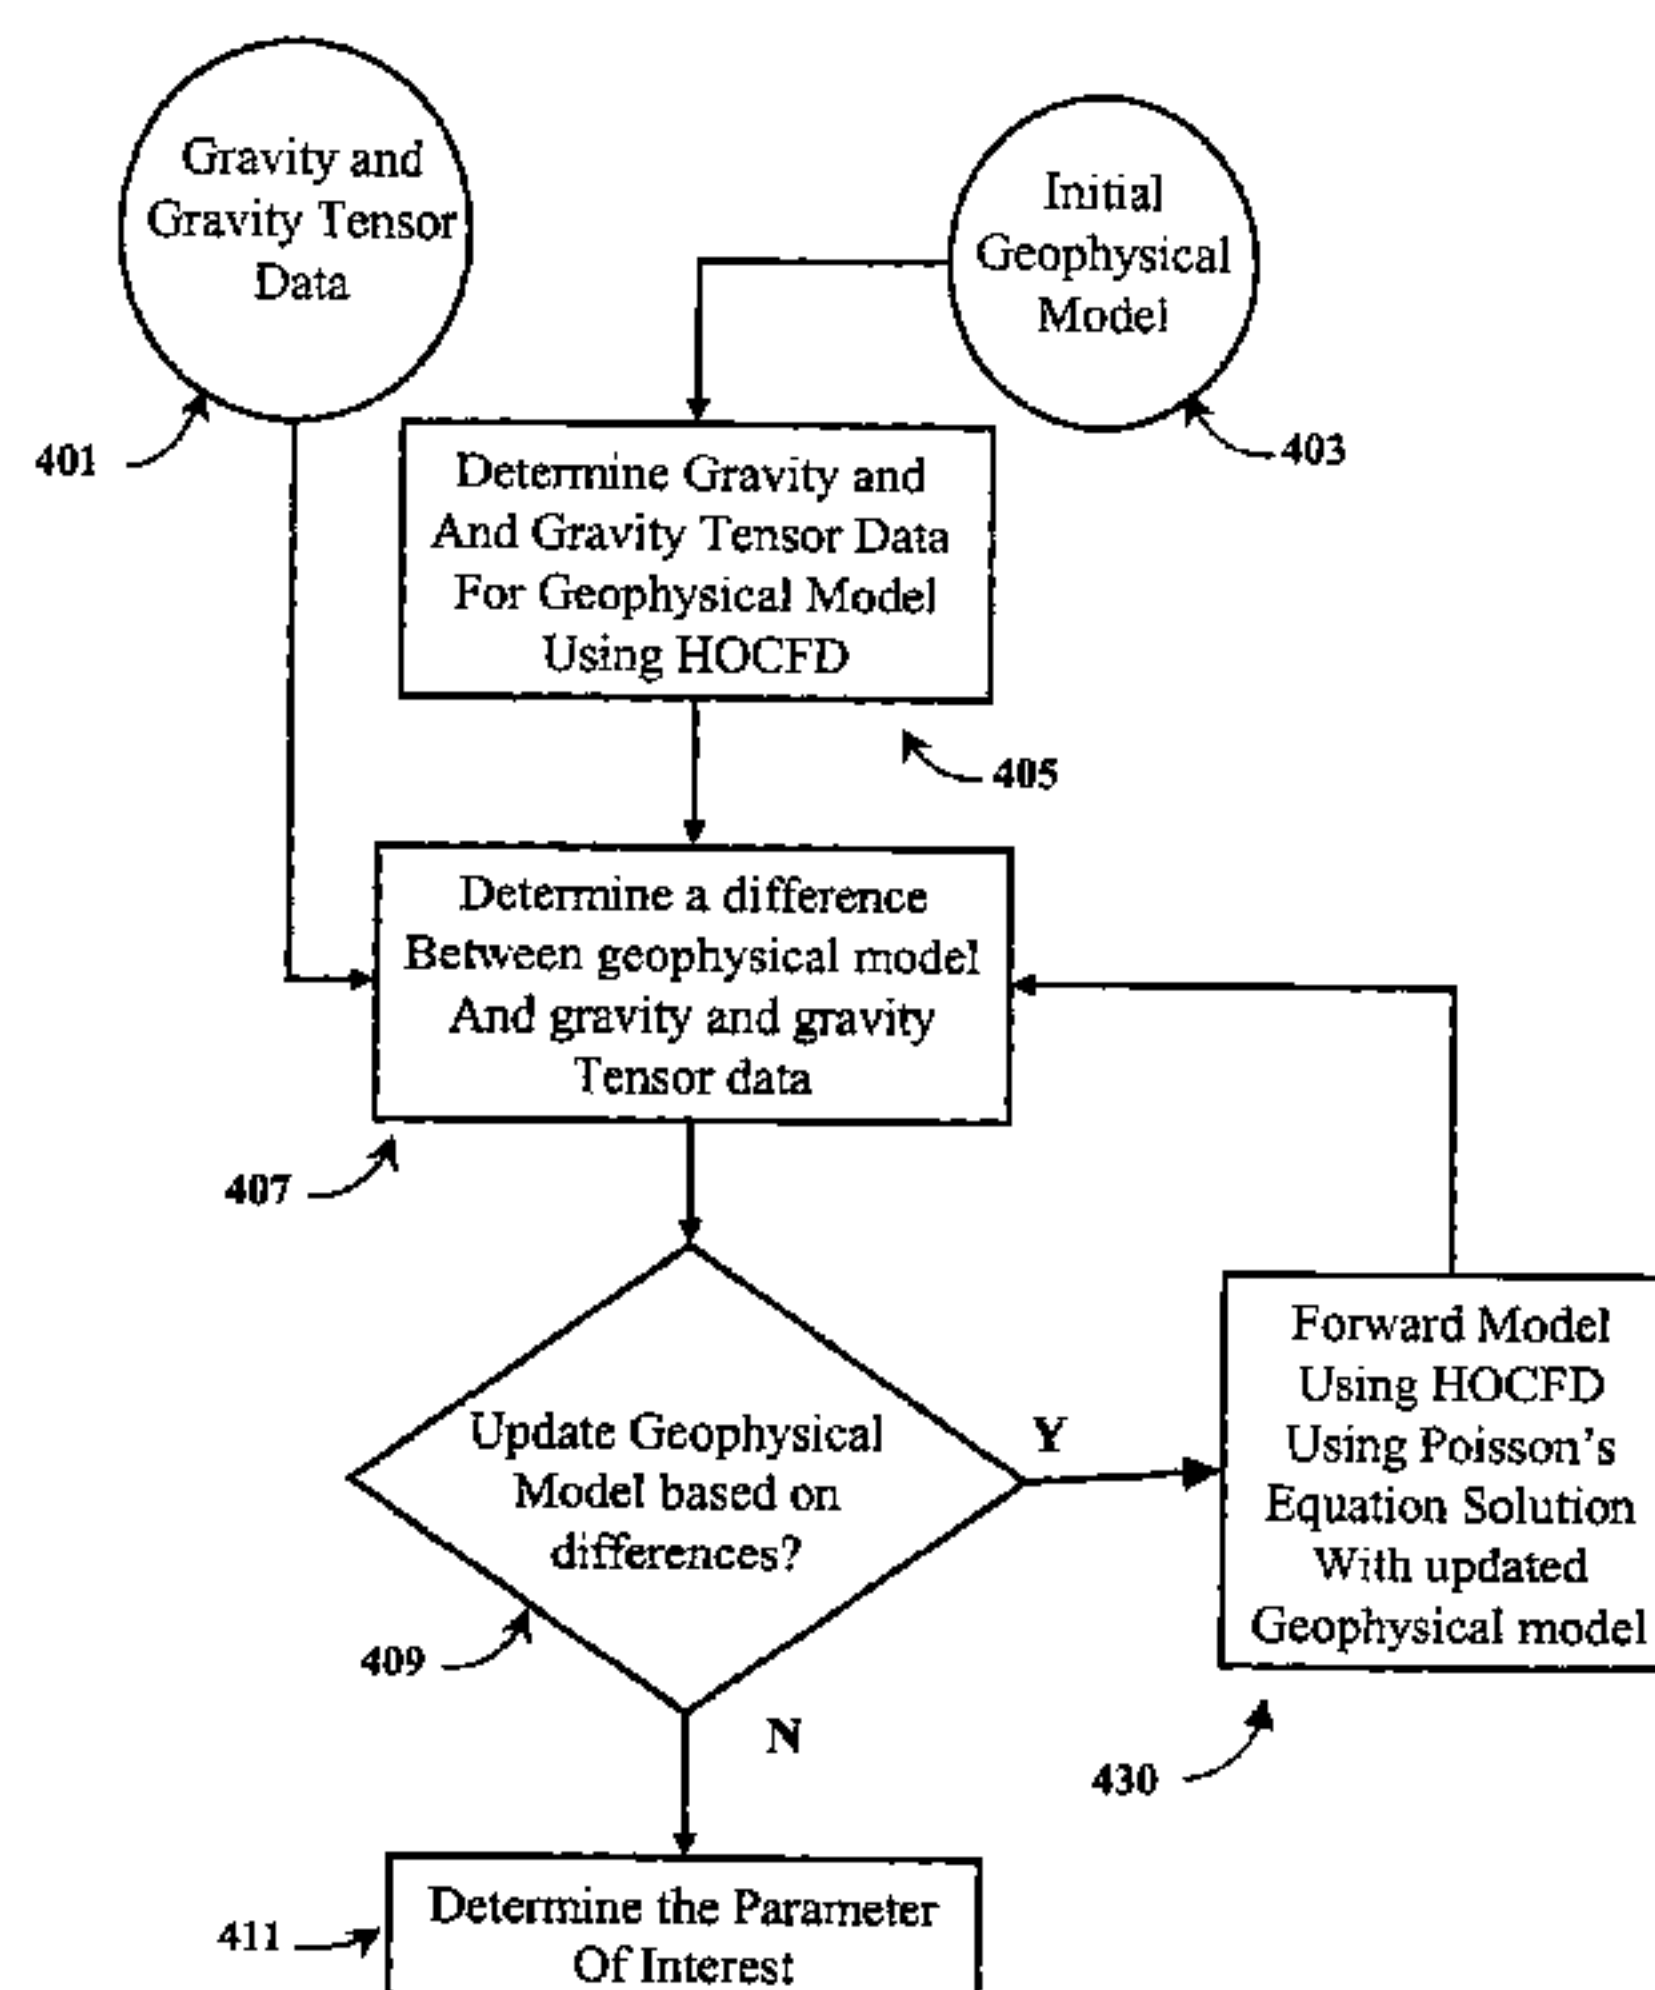 Gravity and
Gravity Tensor
Data
401
Initial
Geophysical
Model
403
Determine Gravity and
And Gravity Tensor Data
For Geophysical Model
Using HOCFD
405
Determine a difference
Between geophysical model
And gravity and gravity
Tensor data
407
Update Geophysical
Model based on
differences?
409
Y
N
Forward Model
Using HOCFD
Using Poisson's
Equation Solution
With updated
Geophysical model
430
Determine the Parameter
Of Interest
411